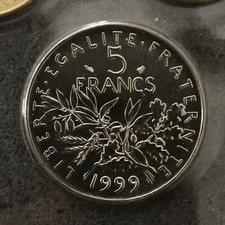 LIBERTE · EGALITE · FRATERNITE
5
FRANCS
1999